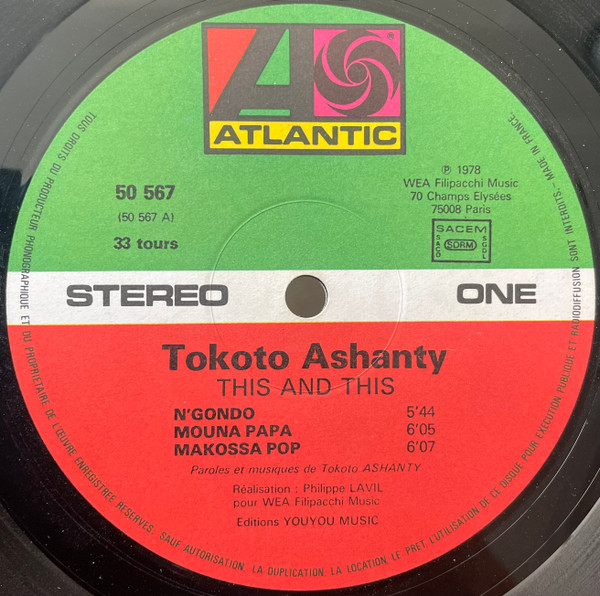 ATLANTIC
50 567
(50 567 A)
33 tours
℗ 1978
WEA Filipacchi Music
70 Champs Elysées
75008 Paris
SACEM
SACD
SDRM
SGDL
STEREO
ONE
Tokoto Ashanty
THIS AND THIS
N'GONDO 5'44
MOUNA PAPA 6'05
MAKOSSA POP 6'07
Paroles et musiques de Tokoto ASHANTY
Réalisation : Philippe LAVIL
pour WEA Filipacchi Music
Editions YOUYOU MUSIC
TOUS DROITS DU PRODUCTEUR PHONOGRAPHIQUE ET DU PROPRIETAIRE DE L'ŒUVRE ENREGISTREE RESERVES. SAUF AUTORISATION, LA DUPLICATION, LA LOCATION, LE PRET, L'UTILISATION DE CE DISQUE POUR EXECUTION PUBLIQUE ET RADIODIFFUSION SONT INTERDITS - MADE IN FRANCE.